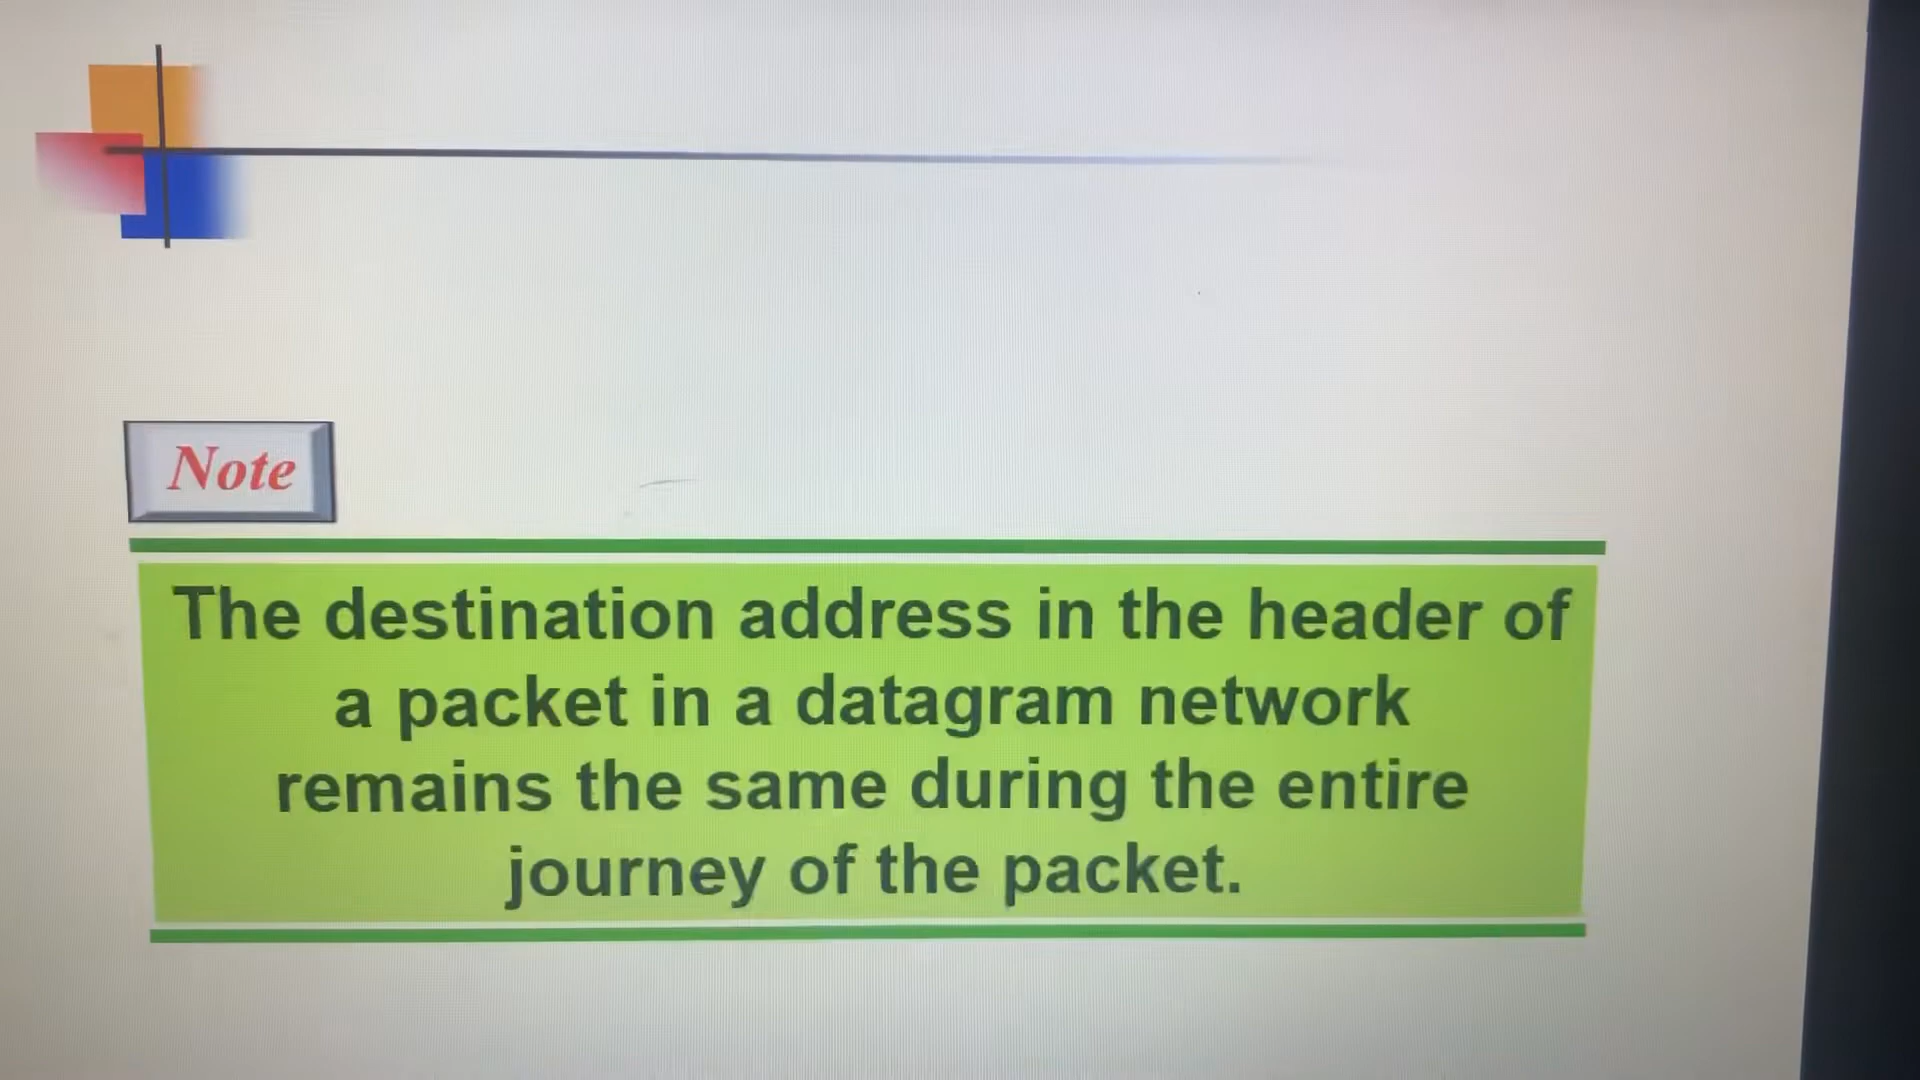 Note
The destination address in the header of
a packet in a datagram network
remains the same during the entire
journey of the packet.